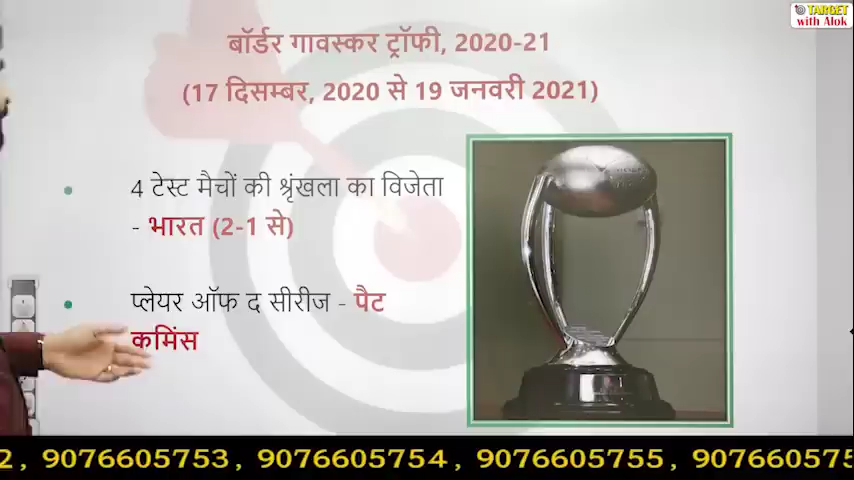 TARGET
with Alok
बॉर्डर गावस्कर ट्रॉफी, 2020-21
(17 दिसम्बर, 2020 से 19 जनवरी 2021)
4 टेस्ट मैचों की श्रृंखला का विजेता
- भारत (2-1 से)
प्लेयर ऑफ द सीरीज - पैट
कमिंस
2, 9076605753, 9076605754, 9076605755, 907660575